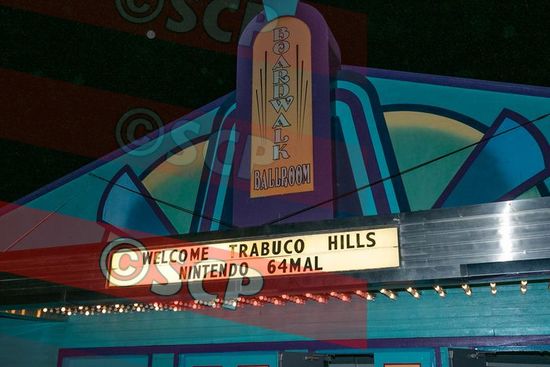 BOARDWALK
BALLROOM
WELCOME TRABUCO HILLS
NINTENDO 64MAL
© SCP
© SCP
© SCP